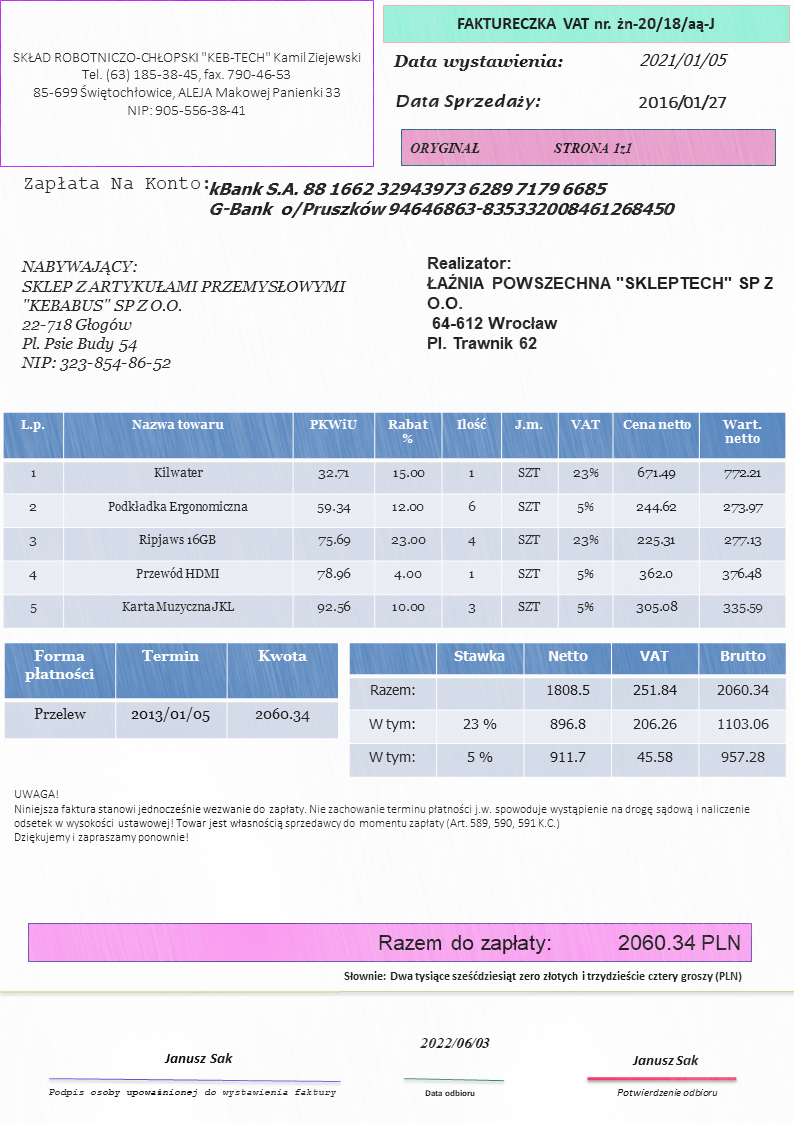 SKŁAD ROBOTNICZO-CHŁOPSKI "KEB-TECH" Kamil Ziejewski
Tel. (63) 185-38-45, fax. 790-46-53
85-699 Świętochłowice, ALEJA Makowej Panienki 33
NIP: 905-556-38-41
FAKTURECZKA VAT nr. żn-20/18/aą-J
Data wystawienia: 2021/01/05
Data Sprzedaży: 2016/01/27
ORYGINAŁ STRONA 1z1
Zapłata Na Konto: kBank S.A. 88 1662 32943973 6289 7179 6685
G-Bank o/Pruszków 94646863-835332008461268450
NABYWAJĄCY:
SKLEP Z ARTYKUŁAMI PRZEMYSŁOWYMI
"KEBABUS" SP Z O.O.
22-718 Głogów
Pl. Psie Budy 54
NIP: 323-854-86-52
Realizator:
ŁAŹNIA POWSZECHNA "SKLEPTECH" SP Z
O.O.
64-612 Wrocław
Pl. Trawnik 62
L.p. Nazwa towaru PKWiU Rabat % Ilość J.m. VAT Cena netto Wart. netto
1 Kilwater 32.71 15.00 1 SZT 23% 671.49 772.21
2 Podkładka Ergonomiczna 59.34 12.00 6 SZT 5% 244.62 273.97
3 Ripjaws 16GB 75.69 23.00 4 SZT 23% 225.31 277.13
4 Przewód HDMI 78.96 4.00 1 SZT 5% 362.0 376.48
5 Karta Muzyczna JKL 92.56 10.00 3 SZT 5% 305.08 335.59
Forma płatności Termin Kwota
Przelew 2013/01/05 2060.34
Stawka Netto VAT Brutto
Razem: 1808.5 251.84 2060.34
W tym: 23 % 896.8 206.26 1103.06
W tym: 5 % 911.7 45.58 957.28
UWAGA!
Niniejsza faktura stanowi jednocześnie wezwanie do zapłaty. Nie zachowanie terminu płatności j.w. spowoduje wystąpienie na drogę sądową i naliczenie
odsetek w wysokości ustawowej! Towar jest własnością sprzedawcy do momentu zapłaty (Art. 589, 590, 591 K.C.)
Dziękujemy i zapraszamy ponownie!
Razem do zapłaty: 2060.34 PLN
Słownie: Dwa tysiące sześćdziesiąt zero złotych i trzydzieście cztery groszy (PLN)
Janusz Sak
Podpis osoby upoważnionej do wystawienia faktury
2022/06/03
Data odbioru
Janusz Sak
Potwierdzenie odbioru